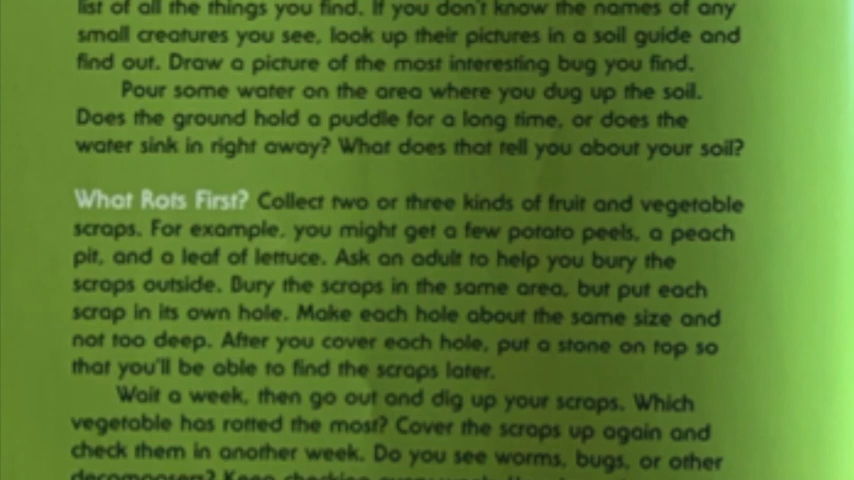 list of all the things you find. If you don't know the names of any
small creatures you see, look up their pictures in a soil guide and
find out. Draw a picture of the most interesting bug you find.
Pour some water on the area where you dug up the soil.
Does the ground hold a puddle for a long time, or does the
water sink in right away? What does that tell you about your soil?
What Rots First? Collect two or three kinds of fruit and vegetable
scraps. For example, you might get a few potato peels, a peach
pit, and a leaf of lettuce. Ask an adult to help you bury the
scraps outside. Bury the scraps in the same area, but put each
scrap in its own hole. Make each hole about the same size and
not too deep. After you cover each hole, put a stone on top so
that you'll be able to find the scraps later.
Wait a week, then go out and dig up your scraps. Which
vegetable has rotted the most? Cover the scraps up again and
check them in another week. Do you see worms, bugs, or other
decomposers? Keep checking